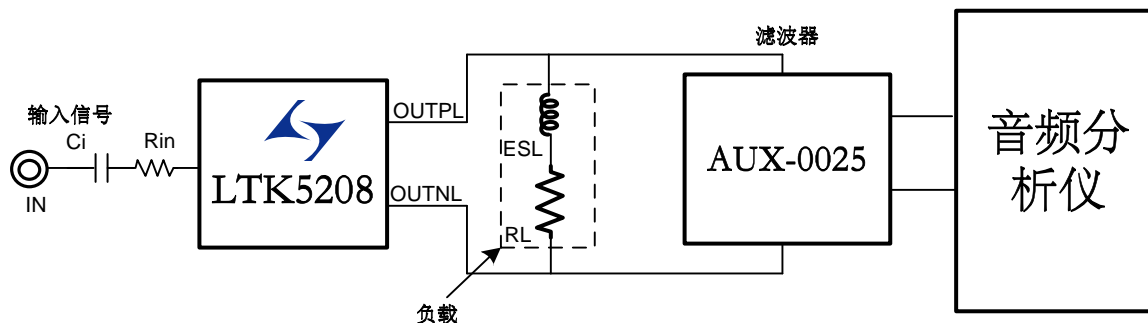 滤波器
输入信号
Ci
Rin
IN
LTK5208
OUTPL
OUTNL
ESL
RL
负载
AUX-0025
音频分
析仪